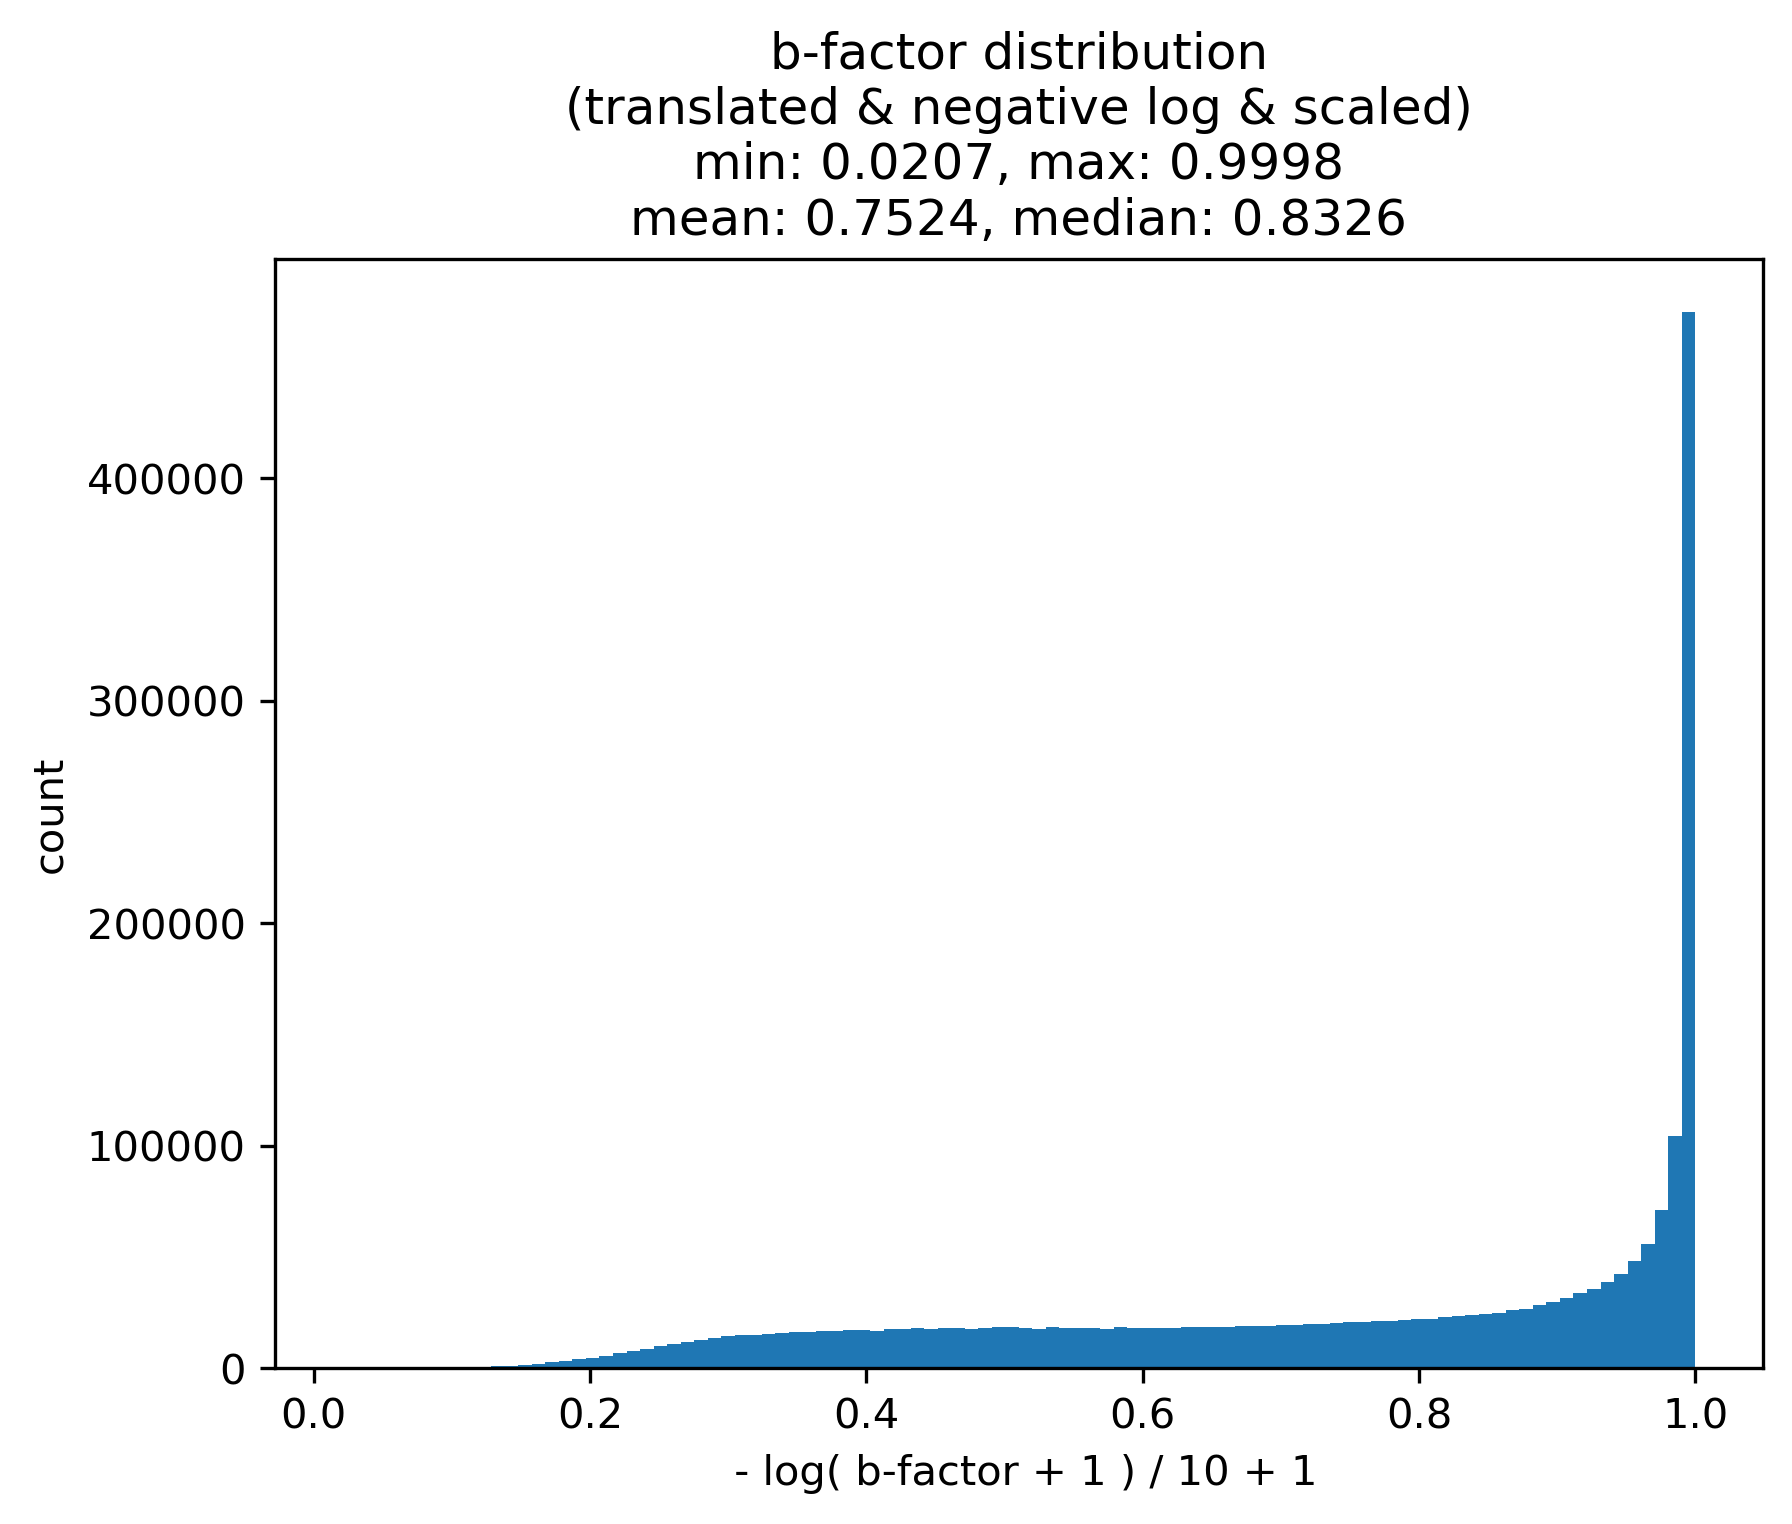 b-factor distribution
(translated & negative log & scaled)
min: 0.0207, max: 0.9998
mean: 0.7524, median: 0.8326
count
400000
300000
200000
100000
0
0.0 0.2 0.4 0.6 0.8 1.0
- log( b-factor + 1 ) / 10 + 1